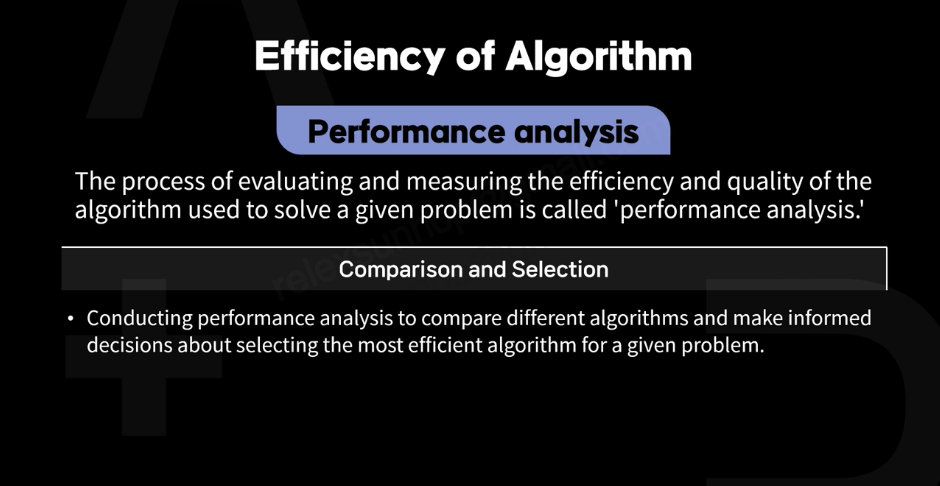 Efficiency of Algorithm
Performance analysis
The process of evaluating and measuring the efficiency and quality of the
algorithm used to solve a given problem is called 'performance analysis.'
Comparison and Selection
• Conducting performance analysis to compare different algorithms and make informed
decisions about selecting the most efficient algorithm for a given problem.